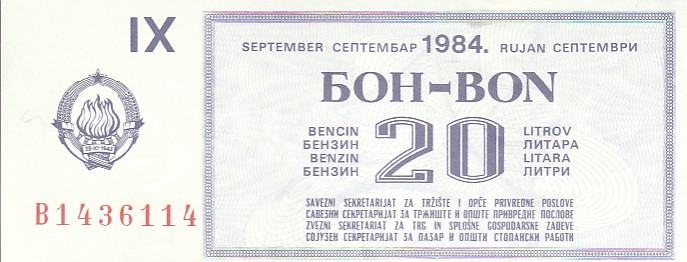 IX
SEPTEMBER СЕПТЕМБАР 1984. RUJAN СЕПТЕМВРИ
БОН-BON
BENCIN 20 LITROV
БЕНЗИН ЛИТАРА
BENZIN LITARA
БЕНЗИН ЛИТРИ
29·XI·1943
B1436114
SAVEZNI SEKRETARIJAT ZA TRŽIŠTE I OPĆE PRIVREDNE POSLOVE
САВЕЗНИ СЕКРЕТАРИЈАТ ЗА ТРЖИШТЕ И ОПШТЕ ПРИВРЕДНЕ ПОСЛОВЕ
ZVEZNI SEKRETARIAT ZA TRG IN SPLOŠNE GOSPODARSKE ZADEVE
СОЈУЗЕН СЕКРЕТАРИЈАТ ЗА ПАЗАР И ОПШТИ СТОПАНСКИ РАБОТИ